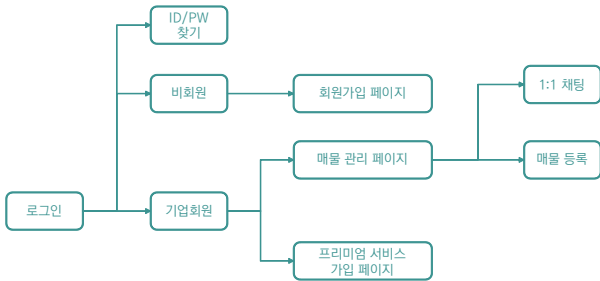 ID/PW
찾기
비회원
회원가입 페이지
1:1 채팅
매물 관리 페이지
매물 등록
로그인
기업회원
프리미엄 서비스
가입 페이지